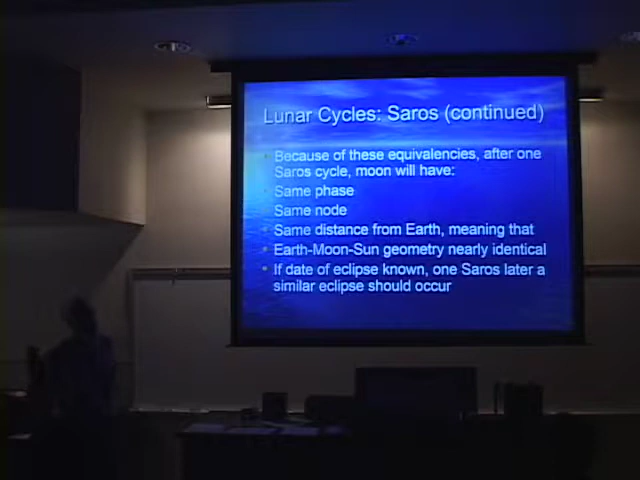 Lunar Cycles: Saros (continued)
Because of these equivalencies, after one
Saros cycle, moon will have:
Same phase
Same node
Same distance from Earth, meaning that
Earth-Moon-Sun geometry nearly identical
If date of eclipse known, one Saros later a
similar eclipse should occur